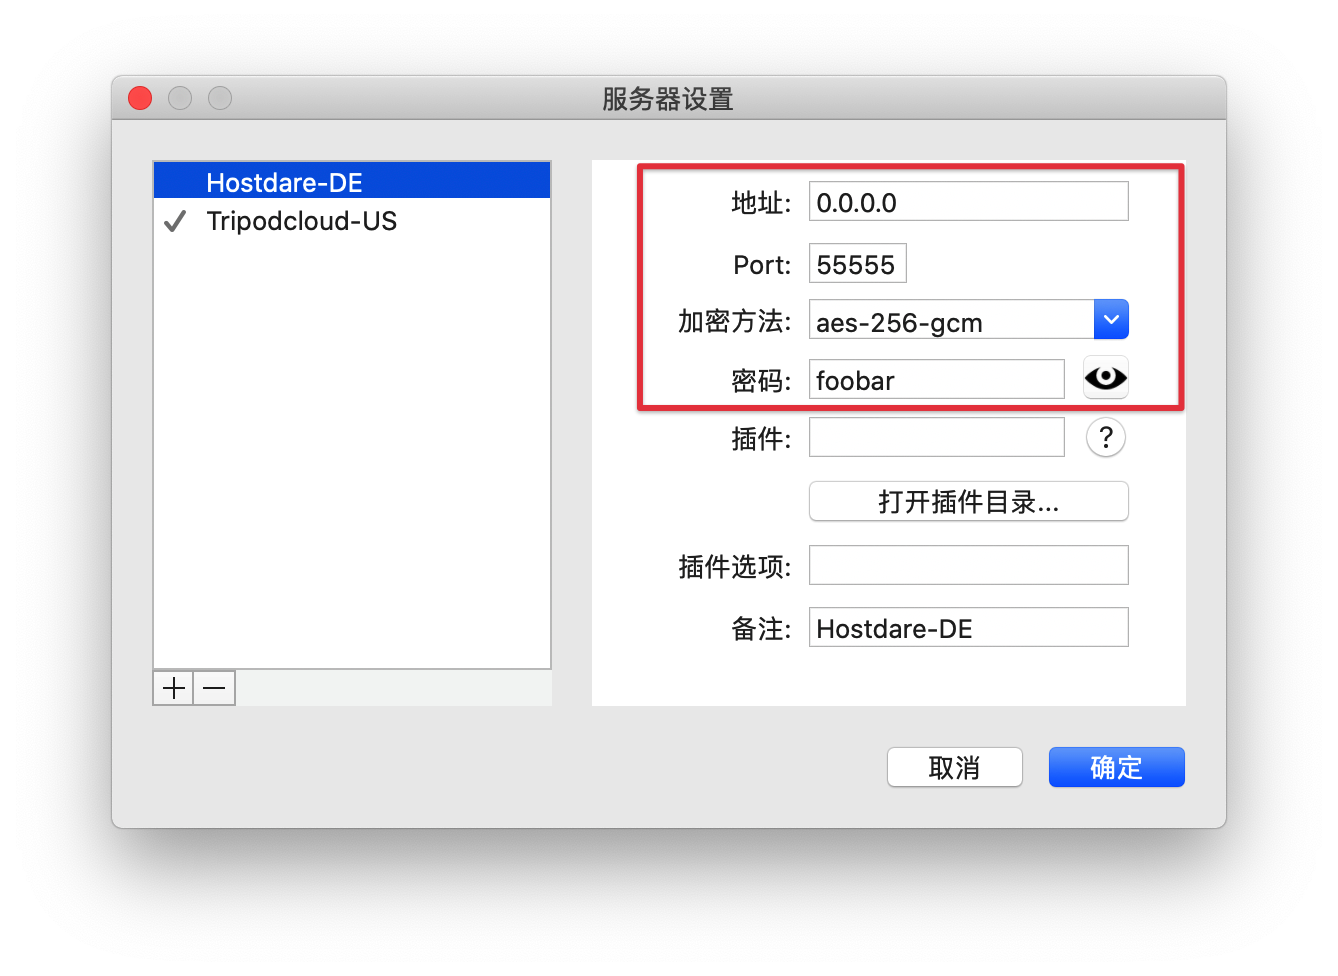 服务器设置
Hostdare-DE
Tripodcloud-US
地址: 0.0.0.0
Port: 55555
加密方法: aes-256-gcm
密码: foobar
插件: ?
打开插件目录...
插件选项:
备注: Hostdare-DE
取消 确定